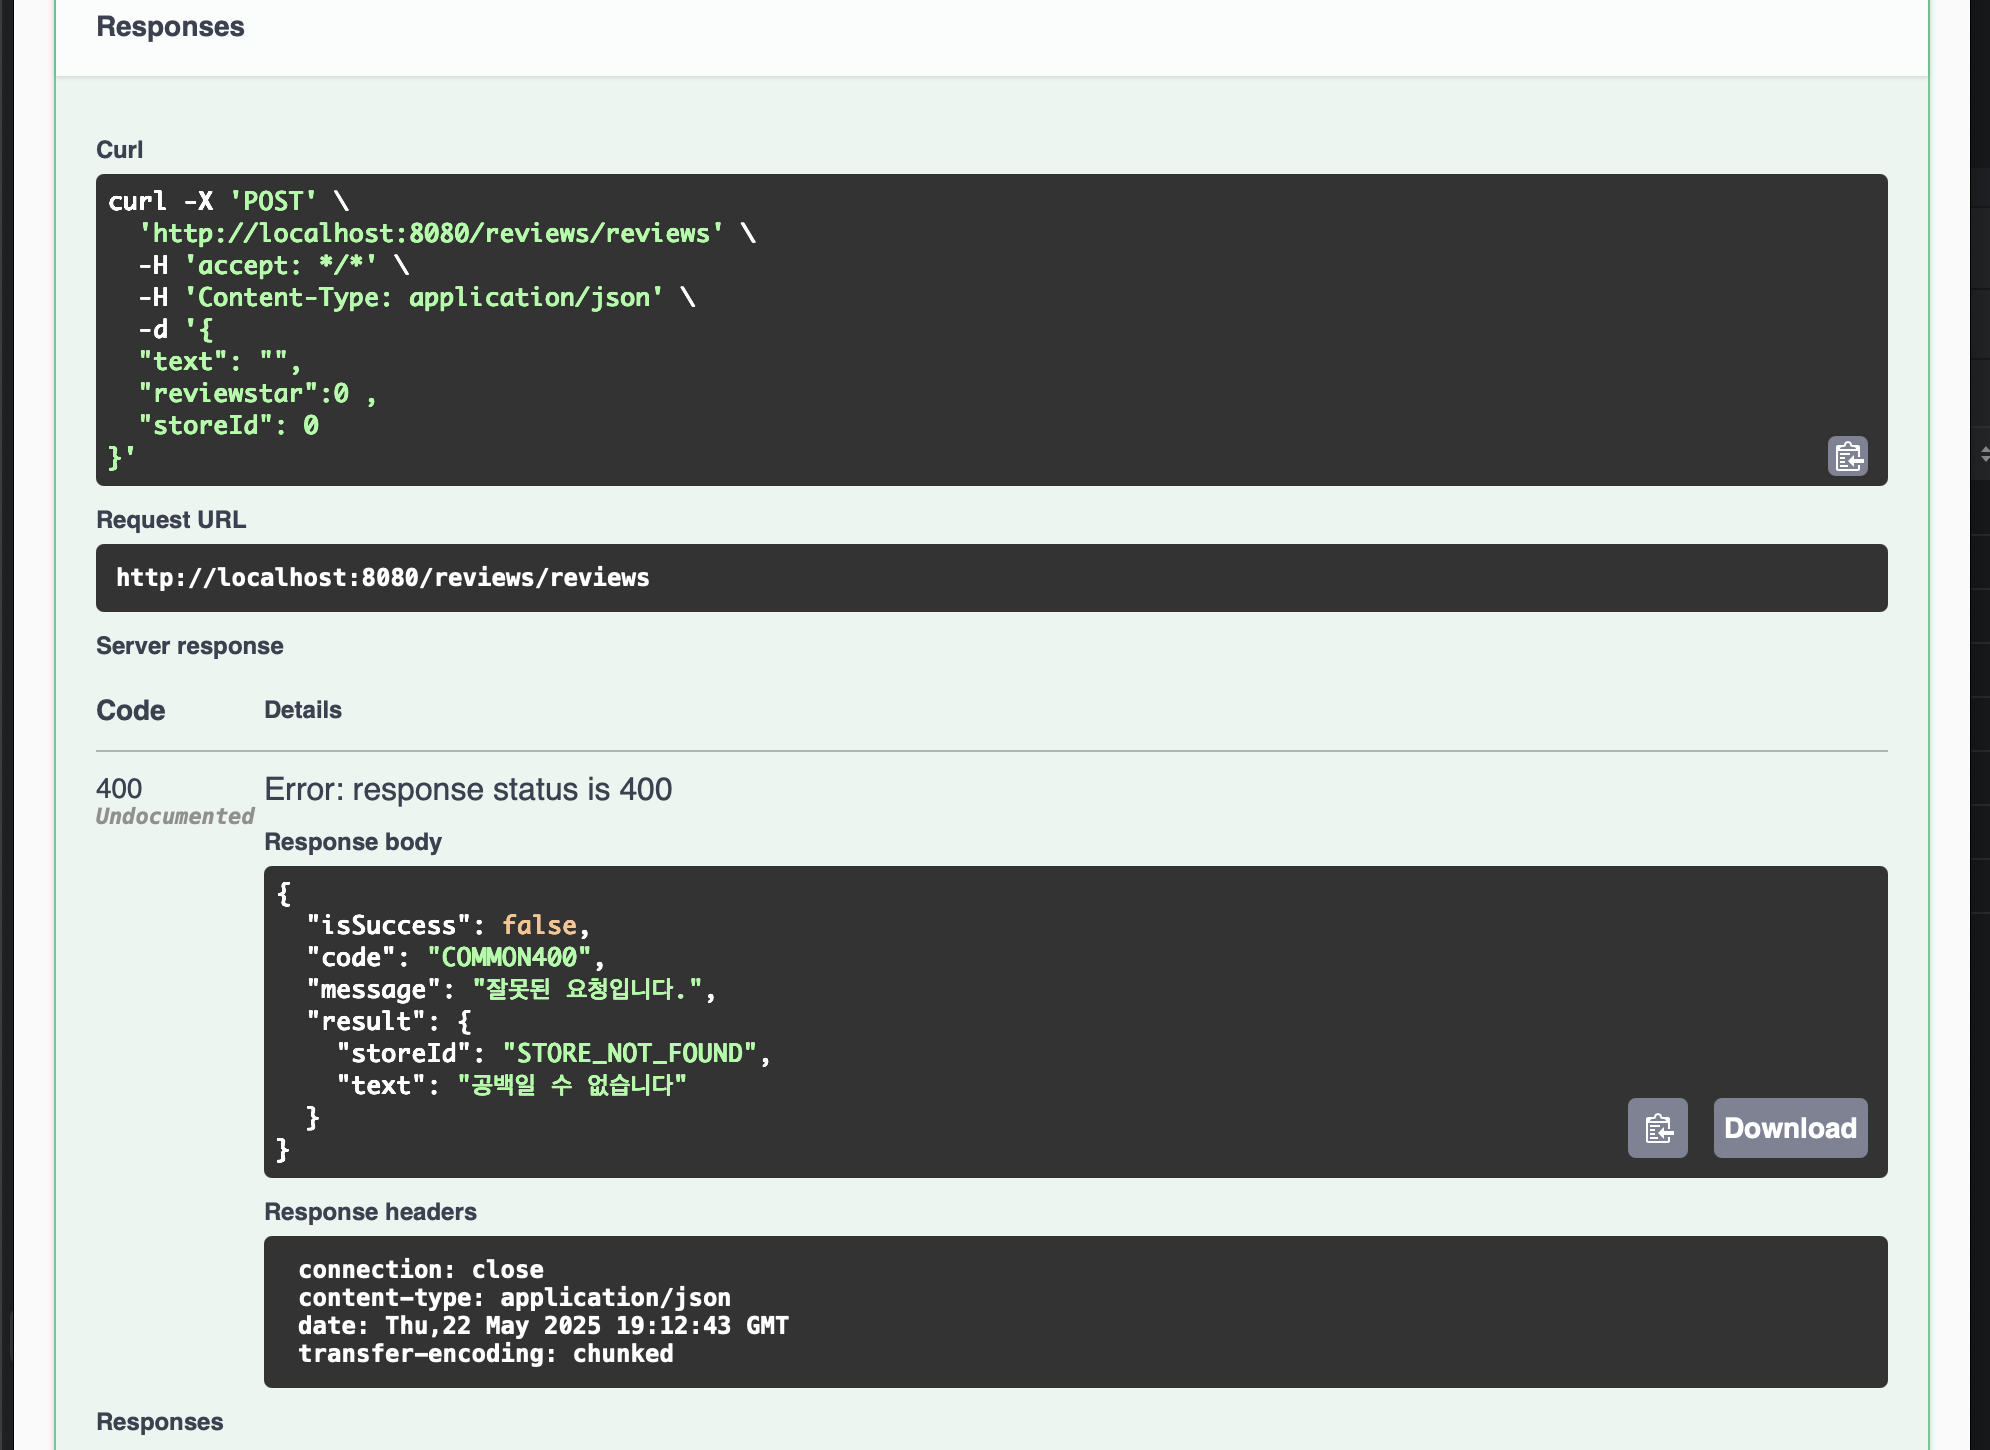 Responses
Curl
curl -X 'POST' \
  'http://localhost:8080/reviews/reviews' \
  -H 'accept: */*' \
  -H 'Content-Type: application/json' \
  -d '{
  "text": "",
  "reviewstar":0 ,
  "storeId": 0
}'
Request URL
http://localhost:8080/reviews/reviews
Server response
Code Details
400 Error: response status is 400
Undocumented
Response body
{
  "isSuccess": false,
  "code": "COMMON400",
  "message": "잘못된 요청입니다.",
  "result": {
    "storeId": "STORE_NOT_FOUND",
    "text": "공백일 수 없습니다"
  }
}
Download
Response headers
connection: close
content-type: application/json
date: Thu,22 May 2025 19:12:43 GMT
transfer-encoding: chunked
Responses